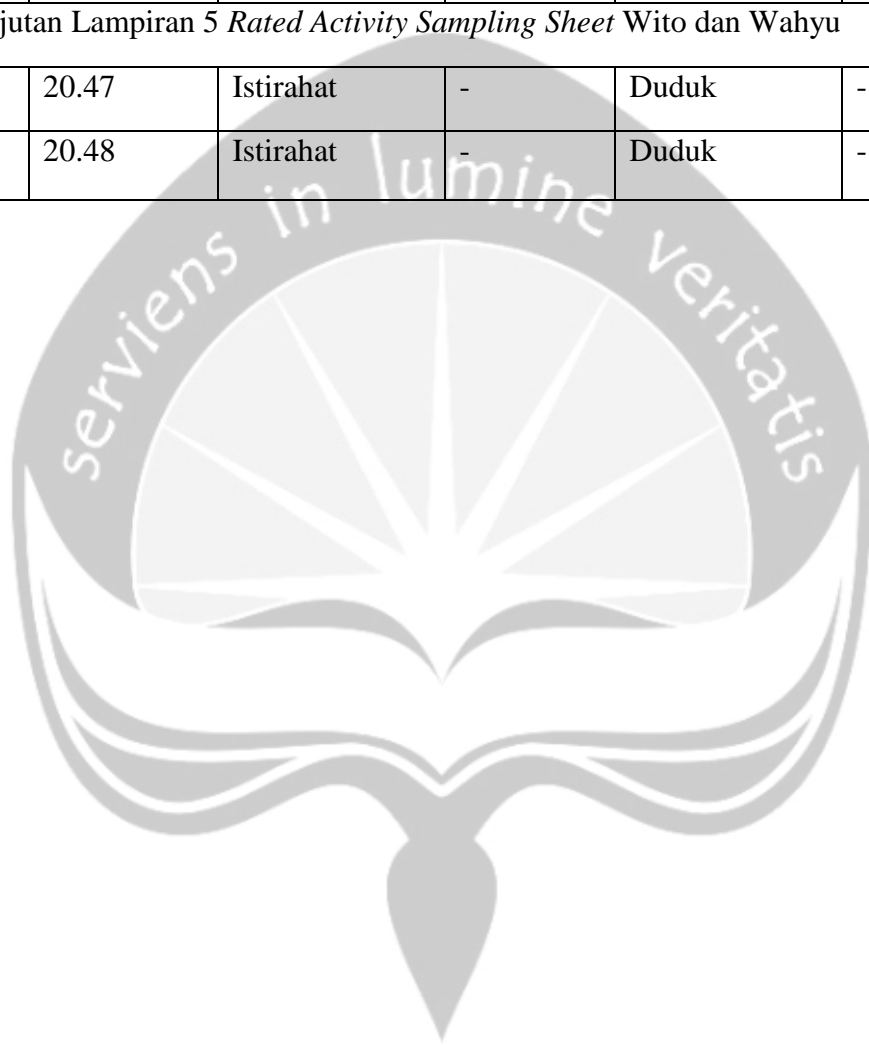 jutan Lampiran 5 Rated Activity Sampling Sheet Wito dan Wahyu
20.47 Istirahat - Duduk -
20.48 Istirahat - Duduk -
serviens in lumine veritatis